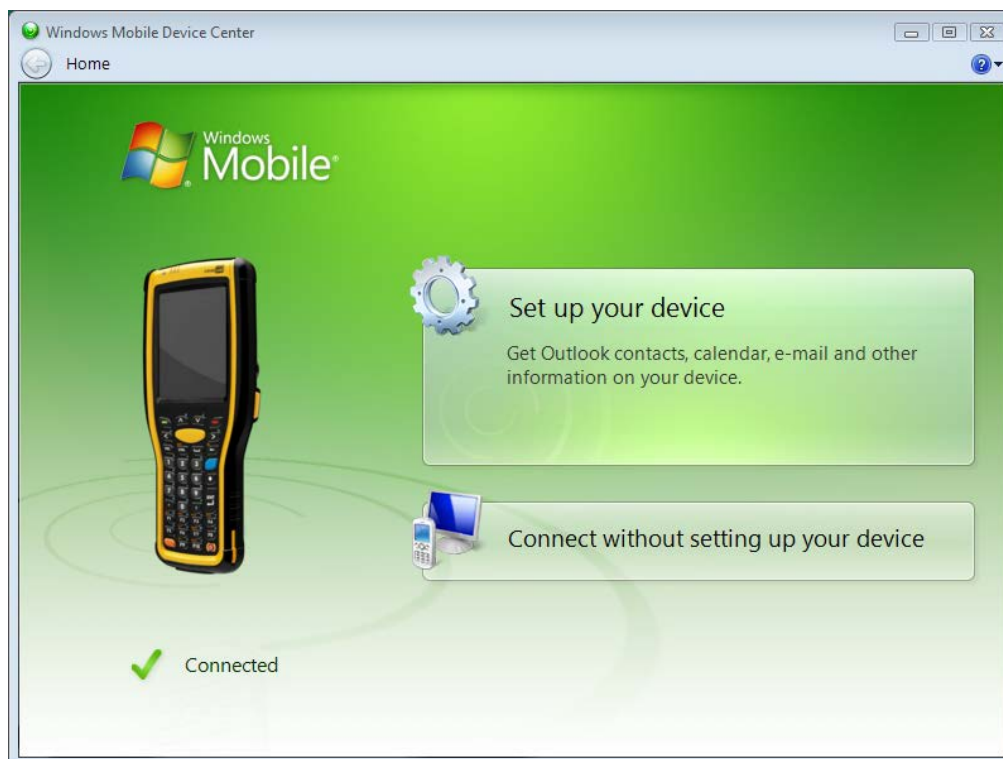 Windows Mobile Device Center
Home
Windows
Mobile®
Set up your device
Get Outlook contacts, calendar, e-mail and other
information on your device.
Connect without setting up your device
Connected